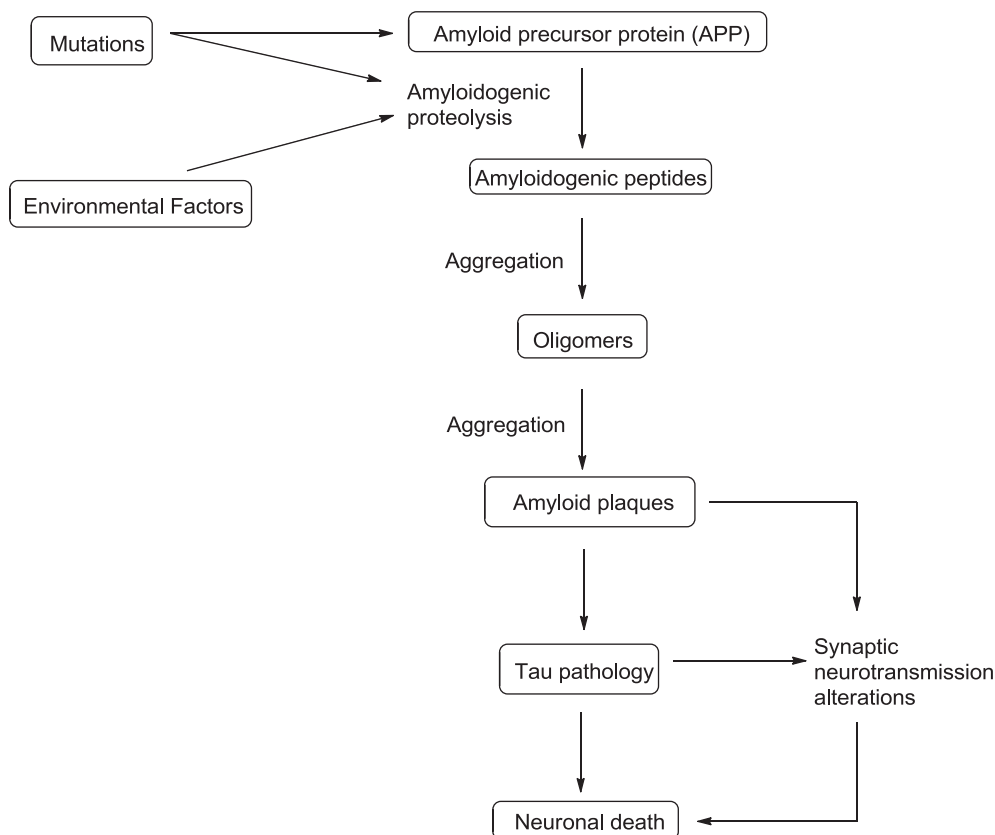 Mutations
Amyloid precursor protein (APP)
Amyloidogenic
proteolysis
Environmental Factors
Amyloidogenic peptides
Aggregation
Oligomers
Aggregation
Amyloid plaques
Tau pathology
Synaptic
neurotransmission
alterations
Neuronal death